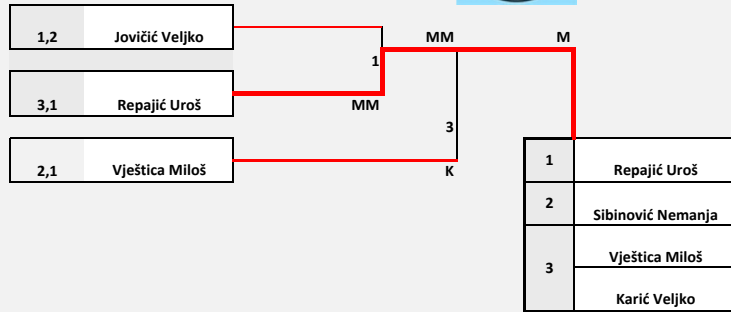 1,2 Jovičić Veljko MM M
1
3,1 Repajić Uroš MM
3
2,1 Vještica Miloš K
1 Repajić Uroš
2 Sibinović Nemanja
3 Vještica Miloš
Karić Veljko